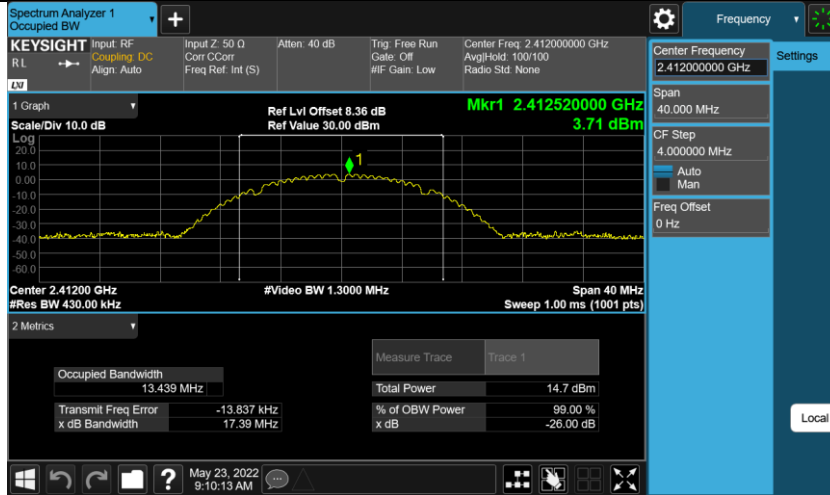 Spectrum Analyzer 1
Occupied BW
+
Frequency
KEYSIGHT
RL
LXI
Input: RF
Coupling: DC
Align: Auto
Input Z: 50 Ω
Corr CCorr
Freq Ref: Int (S)
Atten: 40 dB
Trig: Free Run
Gate: Off
#IF Gain: Low
Center Freq: 2.412000000 GHz
Avg|Hold: 100/100
Radio Std: None
Center Frequency
2.412000000 GHz
Settings
Span
40.000 MHz
CF Step
4.000000 MHz
Auto
Man
Freq Offset
0 Hz
Local
1 Graph
Scale/Div 10.0 dB
Ref Lvl Offset 8.36 dB
Ref Value 30.00 dBm
Mkr1 2.412520000 GHz
3.71 dBm
Log
20.0
10.0
0.00
-10.0
-20.0
-30.0
-40.0
-50.0
-60.0
1
Center 2.41200 GHz
#Res BW 430.00 kHz
#Video BW 1.3000 MHz
Span 40 MHz
Sweep 1.00 ms (1001 pts)
2 Metrics
Measure Trace Trace 1
Occupied Bandwidth
13.439 MHz
Total Power 14.7 dBm
Transmit Freq Error -13.837 kHz
% of OBW Power 99.00 %
x dB Bandwidth 17.39 MHz
x dB -26.00 dB
?
May 23, 2022
9:10:13 AM